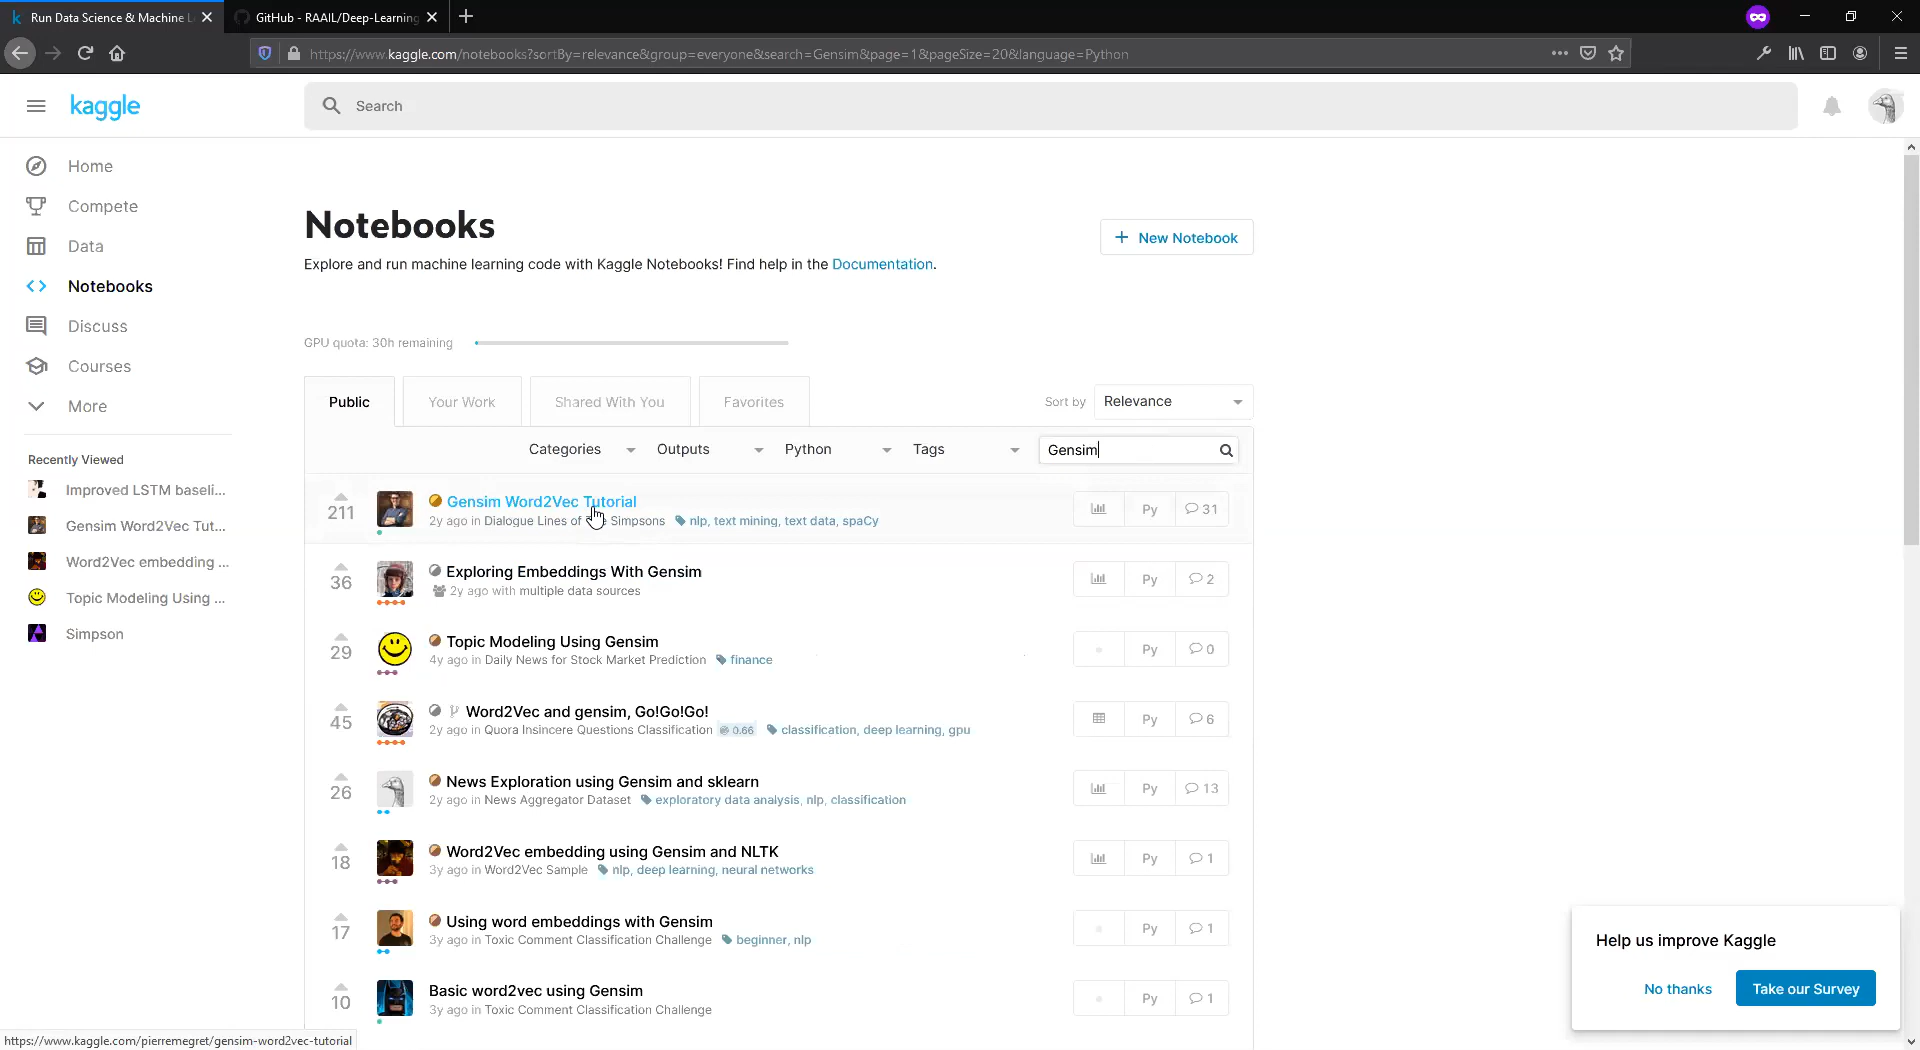 Run Data Science & Machine L
GitHub - RAAIL/Deep-Learning
https://www.kaggle.com/notebooks?sortBy=relevance&group=everyone&search=Gensim&page=1&pageSize=20&language=Python
kaggle
Search
Home
Compete
Data
Notebooks
Discuss
Courses
More
Recently Viewed
Improved LSTM baseli...
Gensim Word2Vec Tut...
Word2Vec embedding ...
Topic Modeling Using ...
Simpson
Notebooks
+ New Notebook
Explore and run machine learning code with Kaggle Notebooks! Find help in the Documentation.
GPU quota: 30h remaining
Public Your Work Shared With You Favorites Sort by Relevance
Categories Outputs Python Tags Gensim
211 Gensim Word2Vec Tutorial Py 31
2y ago in Dialogue Lines of Simpsons nlp, text mining, text data, spaCy
36 Exploring Embeddings With Gensim Py 2
2y ago with multiple data sources
29 Topic Modeling Using Gensim Py 0
4y ago in Daily News for Stock Market Prediction finance
45 Word2Vec and gensim, Go!Go!Go! Py 6
2y ago in Quora Insincere Questions Classification 0.66 classification, deep learning, gpu
26 News Exploration using Gensim and sklearn Py 13
2y ago in News Aggregator Dataset exploratory data analysis, nlp, classification
18 Word2Vec embedding using Gensim and NLTK Py 1
3y ago in Word2Vec Sample nlp, deep learning, neural networks
17 Using word embeddings with Gensim Py 1
3y ago in Toxic Comment Classification Challenge beginner, nlp
10 Basic word2vec using Gensim Py 1
3y ago in Toxic Comment Classification Challenge
Help us improve Kaggle
No thanks Take our Survey
https://www.kaggle.com/pierremegret/gensim-word2vec-tutorial